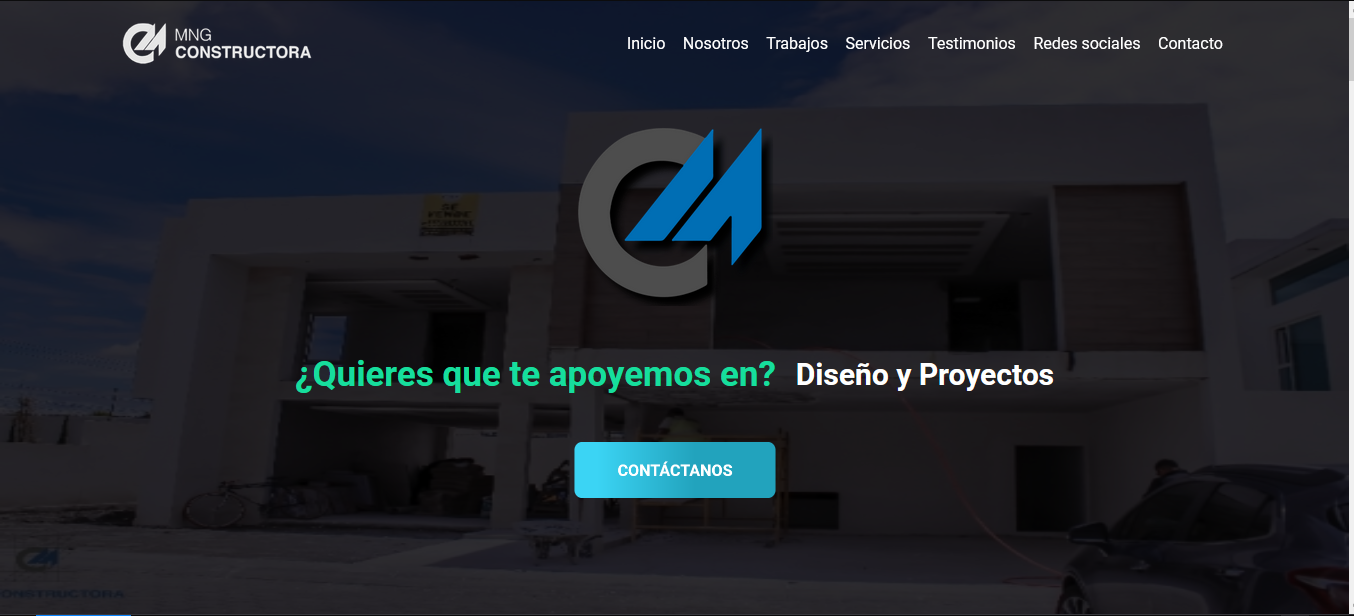 MNG
CONSTRUCTORA
Inicio Nosotros Trabajos Servicios Testimonios Redes sociales Contacto
SE
VENDE
¿Quieres que te apoyemos en? Diseño y Proyectos
CONTÁCTANOS
ONSTRUCTORA